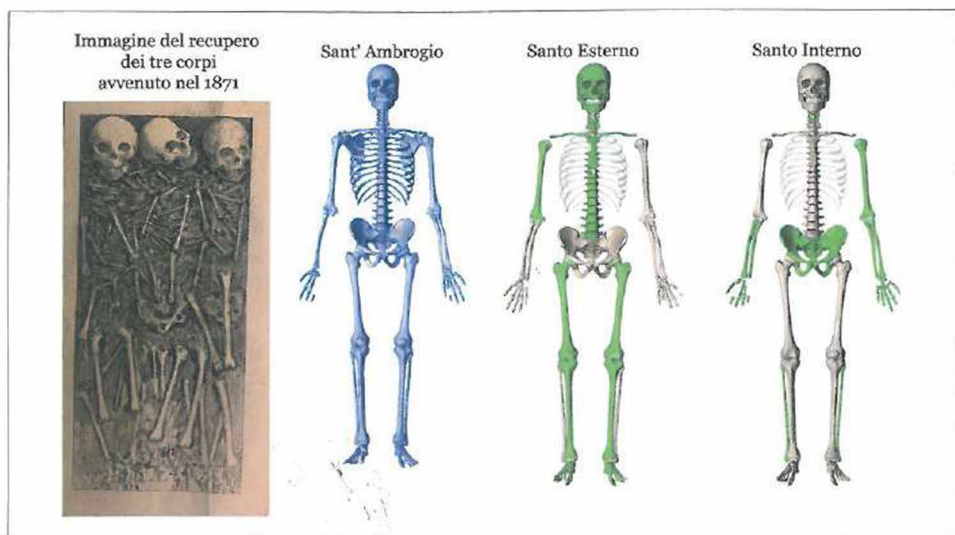 Immagine del recupero
dei tre corpi
avvenuto nel 1871
Sant' Ambrogio
Santo Esterno
Santo Interno